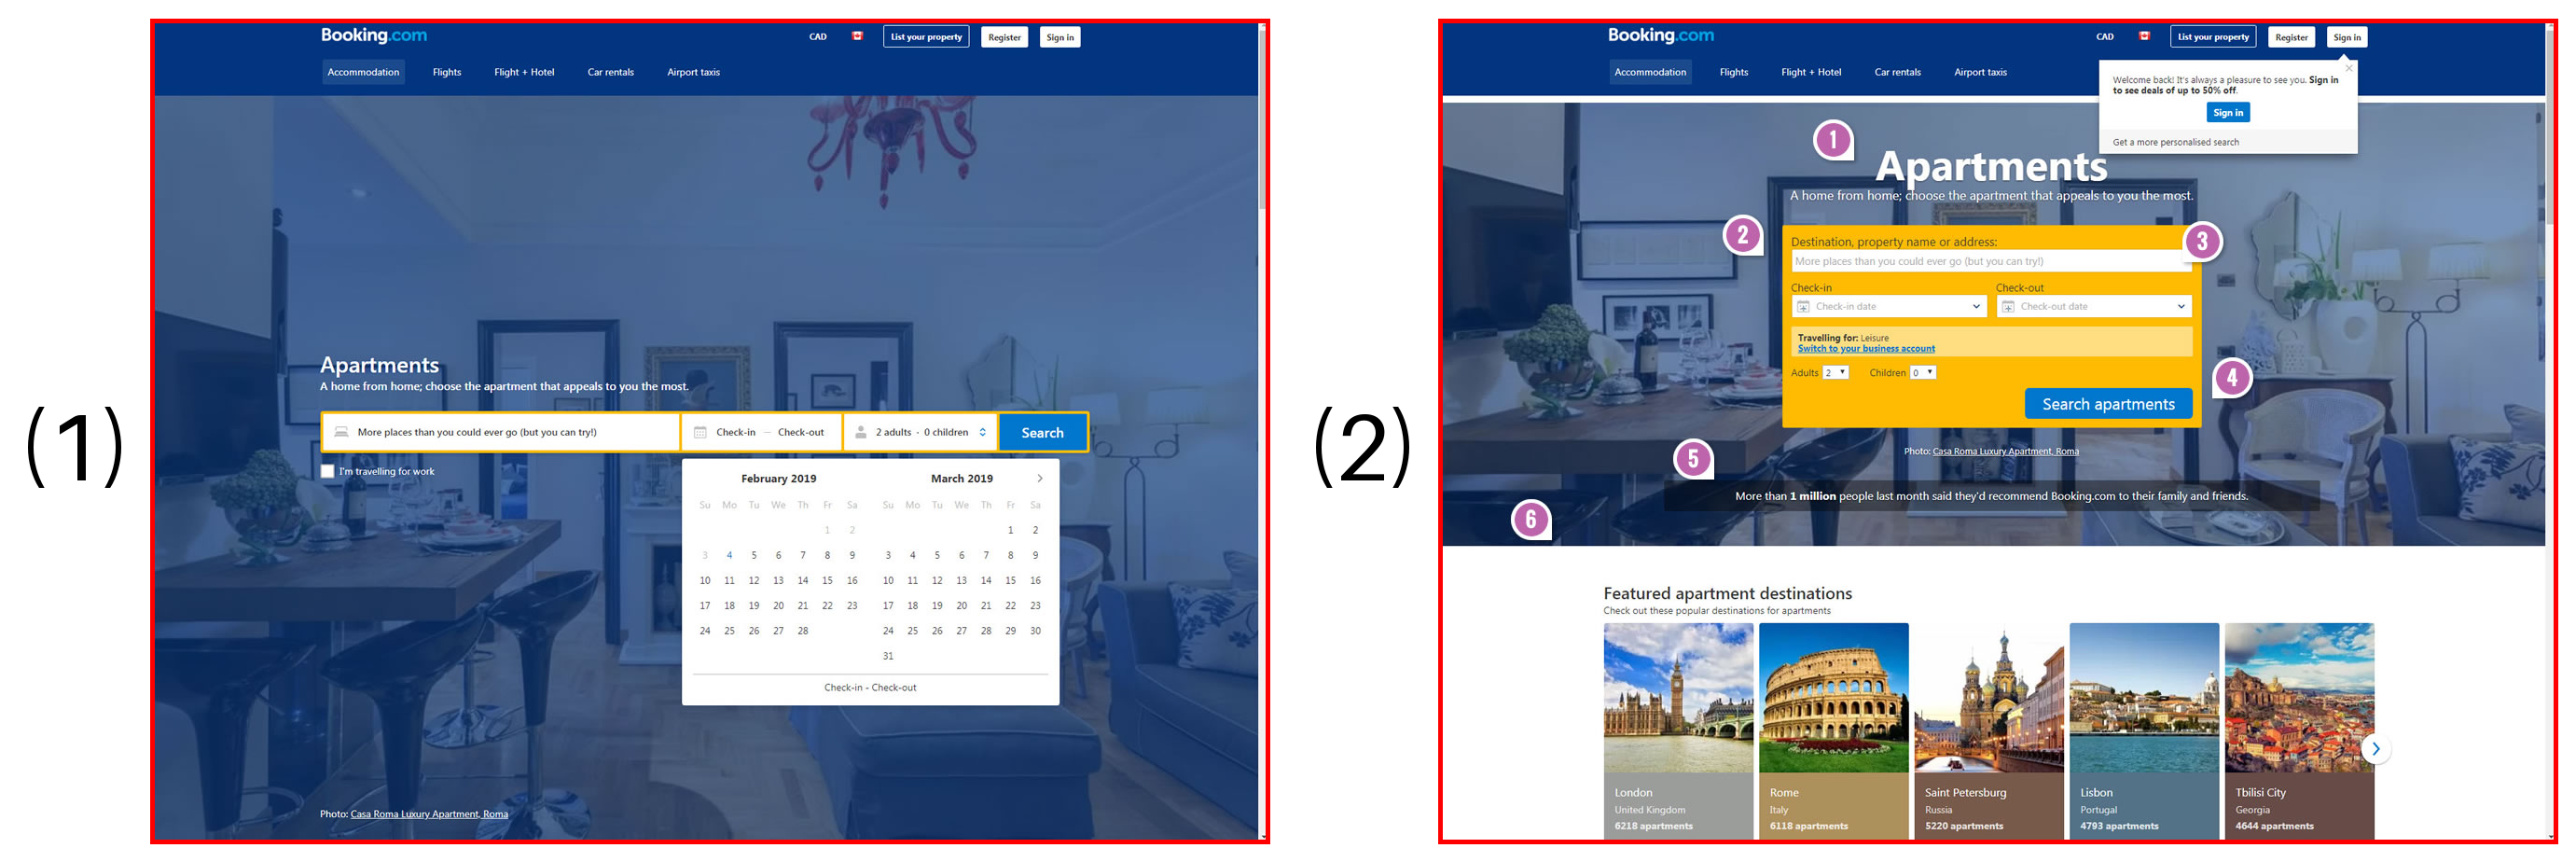 (1)
Booking.com
CAD
List your property
Register
Sign in
Accommodation
Flights
Flight + Hotel
Car rentals
Airport taxis
Apartments
A home from home; choose the apartment that appeals to you the most.
More places than you could ever go (but you can try!)
Check-in — Check-out
2 adults · 0 children
Search
I'm travelling for work
February 2019
Su Mo Tu We Th Fr Sa
1 2
3 4 5 6 7 8 9
10 11 12 13 14 15 16
17 18 19 20 21 22 23
24 25 26 27 28
March 2019
Su Mo Tu We Th Fr Sa
1 2
3 4 5 6 7 8 9
10 11 12 13 14 15 16
17 18 19 20 21 22 23
24 25 26 27 28 29 30
31
Check-in - Check-out
Photo: Casa Roma Luxury Apartment, Roma
(2)
Booking.com
CAD
List your property
Register
Sign in
Accommodation
Flights
Flight + Hotel
Car rentals
Airport taxis
Welcome back! It's always a pleasure to see you. Sign in
to see deals of up to 50% off.
Sign in
Get a more personalised search
1
Apartments
A home from home; choose the apartment that appeals to you the most.
2
3
Destination, property name or address:
More places than you could ever go (but you can try!)
Check-in
Check-out
Check-in date
Check-out date
Travelling for: Leisure
Switch to your business account
Adults 2
Children 0
4
Search apartments
5
Photo: Casa Roma Luxury Apartment, Roma
More than 1 million people last month said they'd recommend Booking.com to their family and friends.
6
Featured apartment destinations
Check out these popular destinations for apartments
London
United Kingdom
6218 apartments
Rome
Italy
6118 apartments
Saint Petersburg
Russia
5220 apartments
Lisbon
Portugal
4793 apartments
Tbilisi City
Georgia
4644 apartments